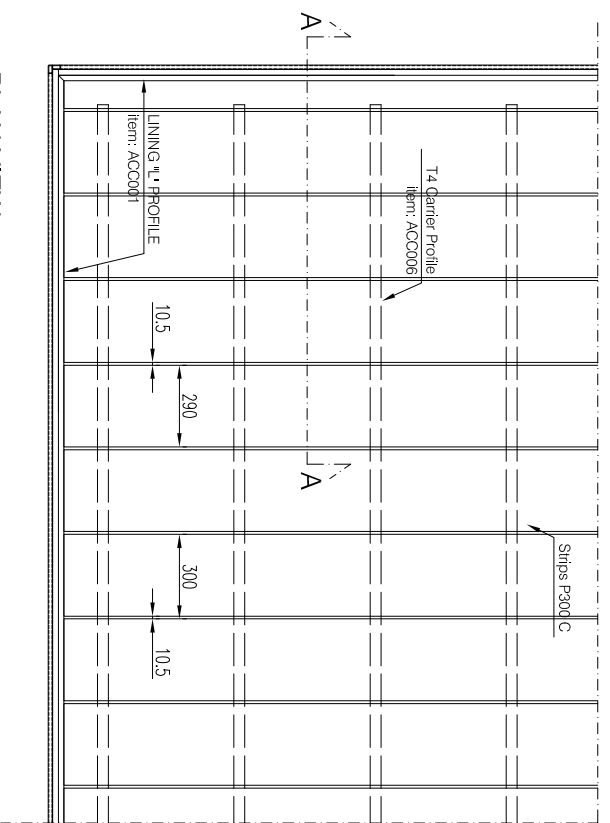 A
A
LINING "L" PROFILE
item: ACC001
T4 Carrier Profile
item: ACC006
10.5
290
Strips P300 C
300
10.5